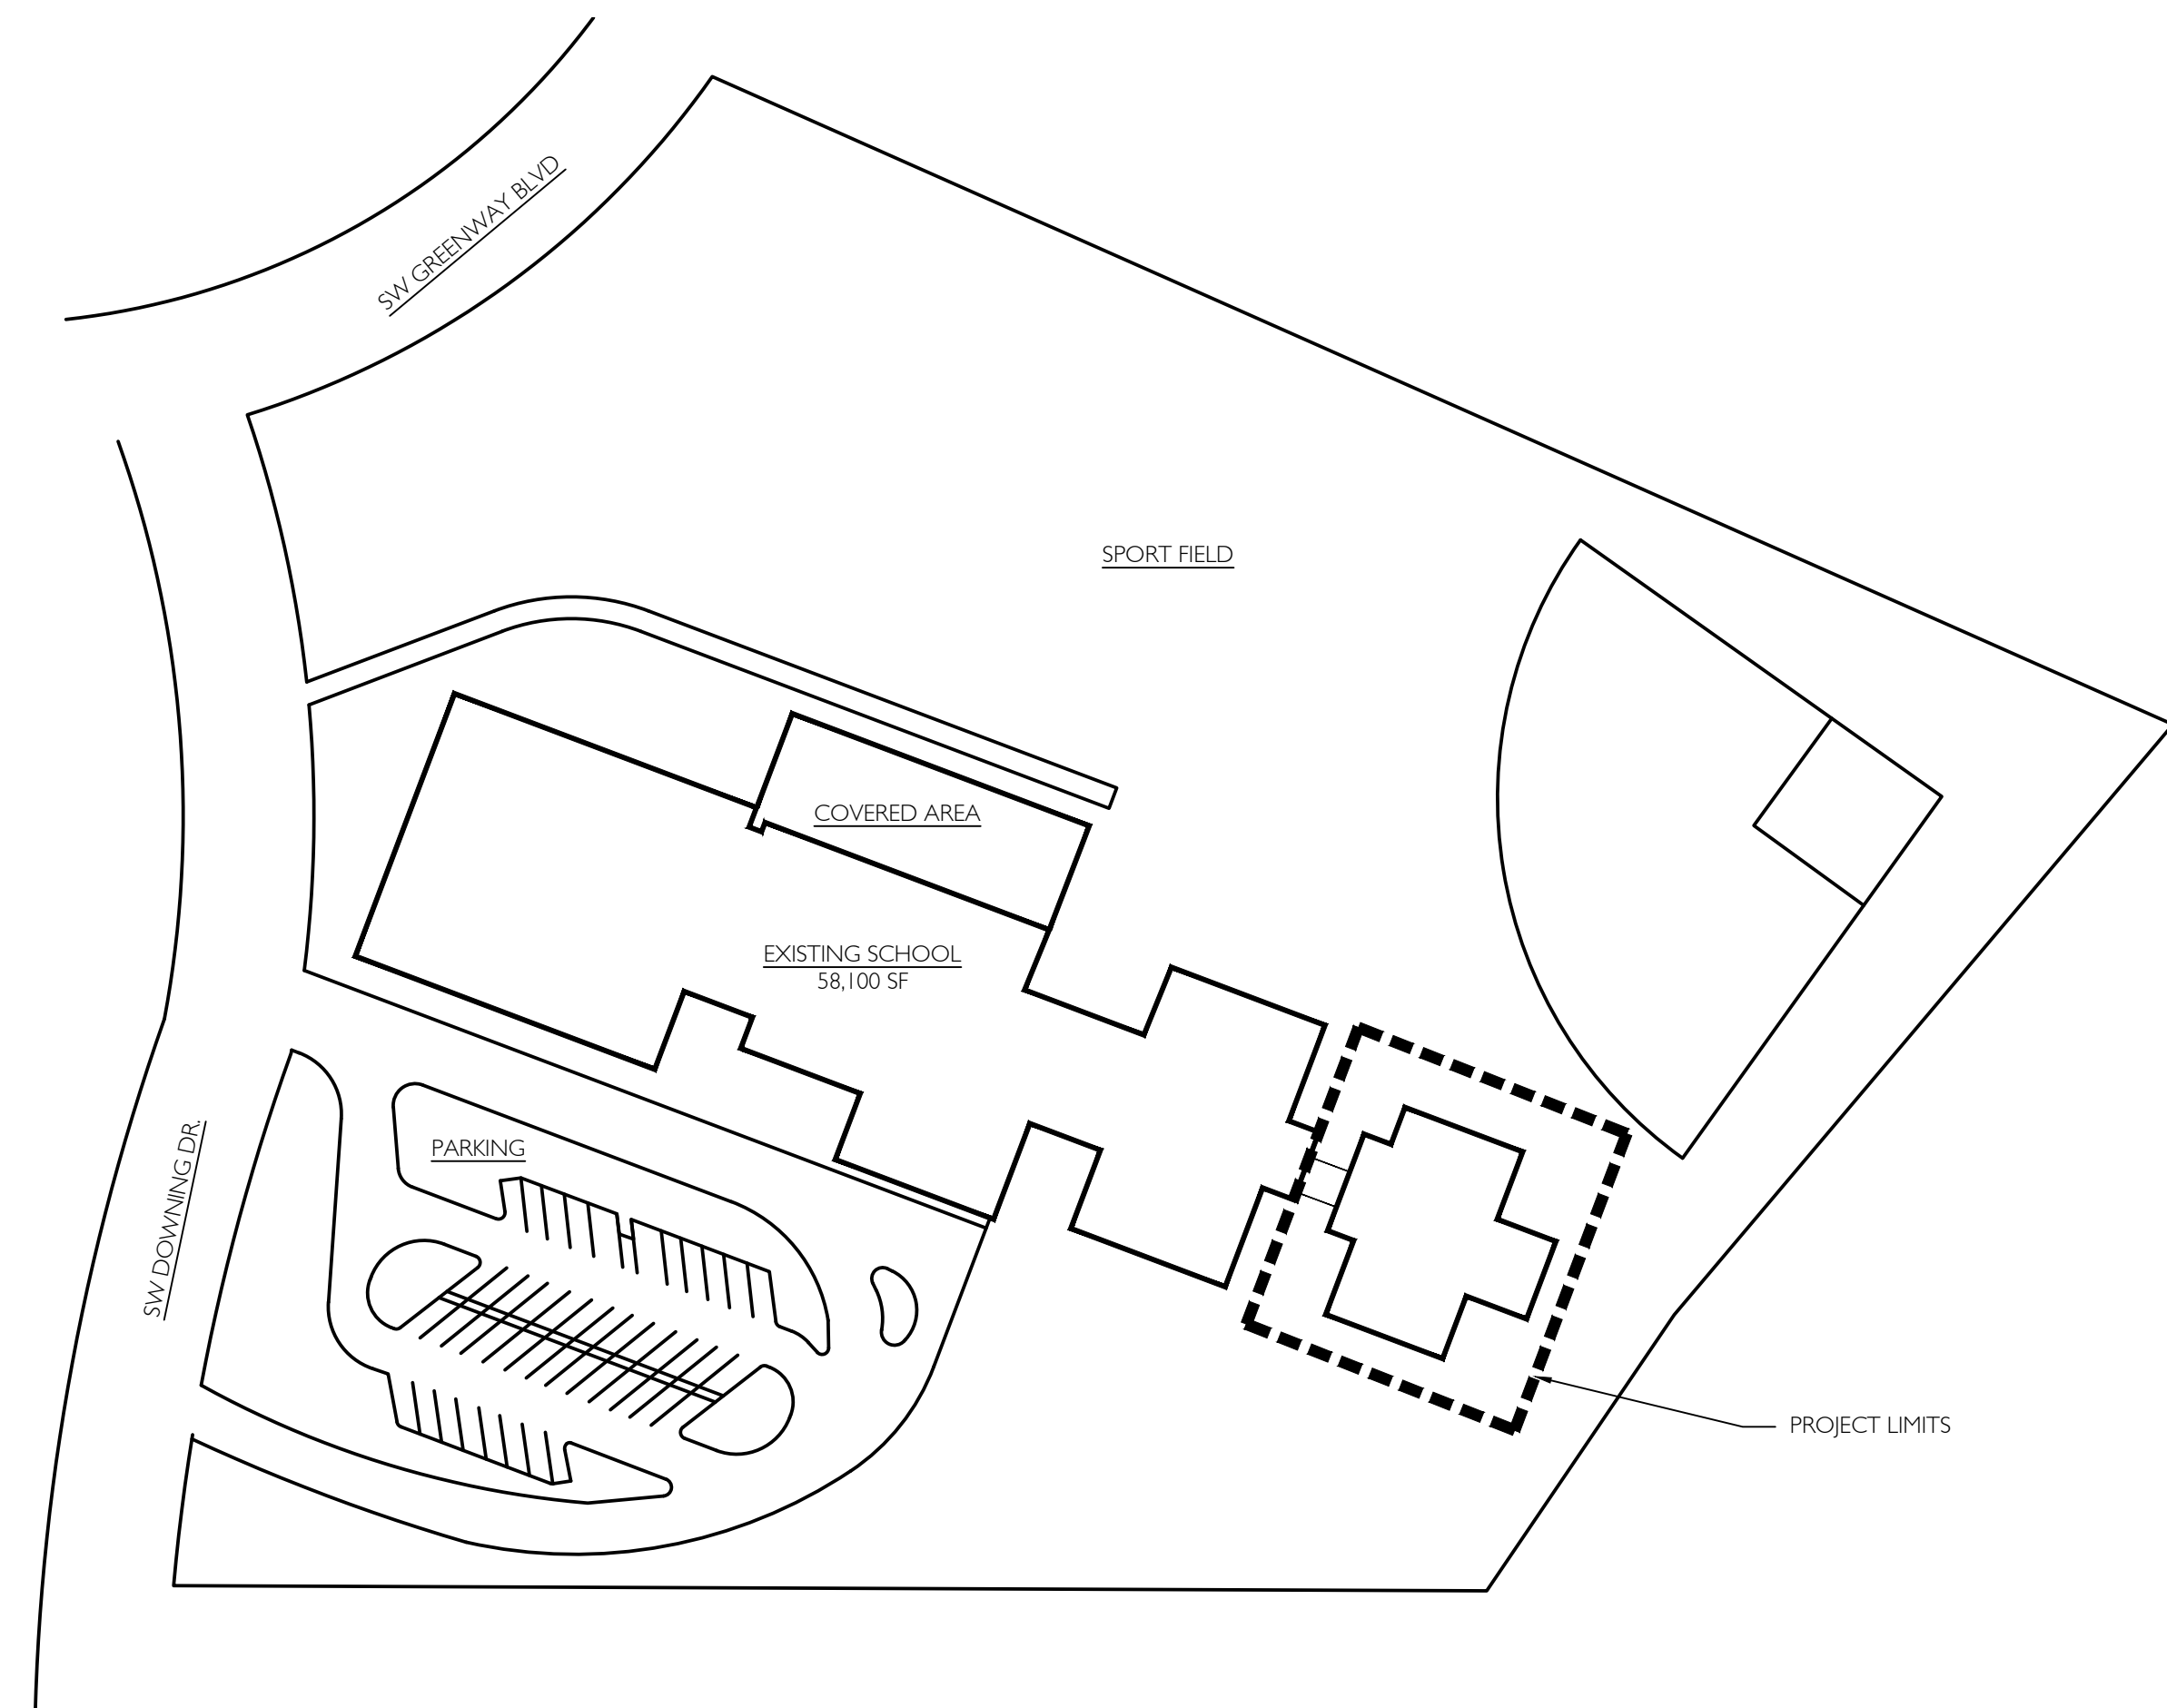 SW GREENWAY BLVD
SPORT FIELD
COVERED AREA
EXISTING SCHOOL
58,100 SF
PARKING
SW DOWNING DR.
PROJECT LIMITS